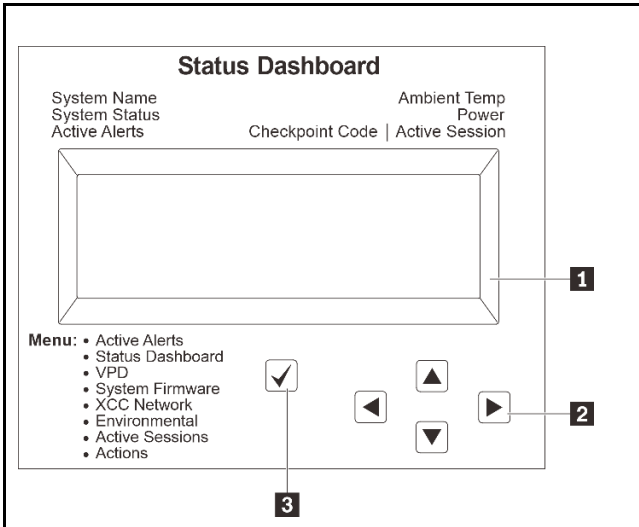 Status Dashboard
System Name
System Status
Active Alerts
Ambient Temp
Power
Checkpoint Code | Active Session
1
Menu: • Active Alerts
• Status Dashboard
• VPD
• System Firmware
• XCC Network
• Environmental
• Active Sessions
• Actions
2
3